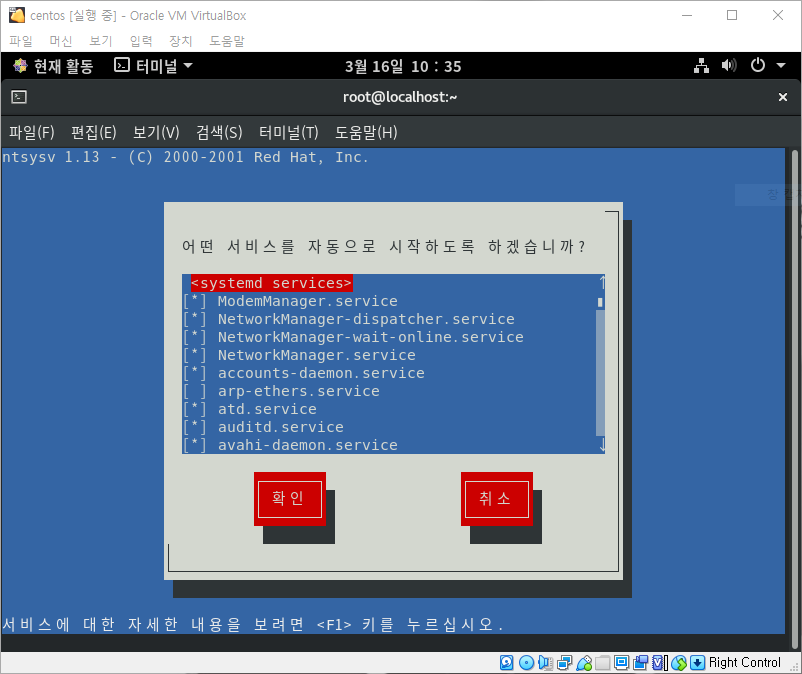 centos [실행 중] - Oracle VM VirtualBox
파일 머신 보기 입력 장치 도움말
현재 활동 터미널 3월 16일 10 : 35
root@localhost:~
파일(F) 편집(E) 보기(V) 검색(S) 터미널(T) 도움말(H)
ntsysv 1.13 - (C) 2000-2001 Red Hat, Inc.
어떤 서비스를 자동으로 시작하도록 하겠습니까?
<systemd services>
[*] ModemManager.service
[*] NetworkManager-dispatcher.service
[*] NetworkManager-wait-online.service
[*] NetworkManager.service
[*] accounts-daemon.service
[ ] arp-ethers.service
[*] atd.service
[*] auditd.service
[*] avahi-daemon.service
확인 취소
서비스에 대한 자세한 내용을 보려면 <F1> 키를 누르십시오.
Right Control